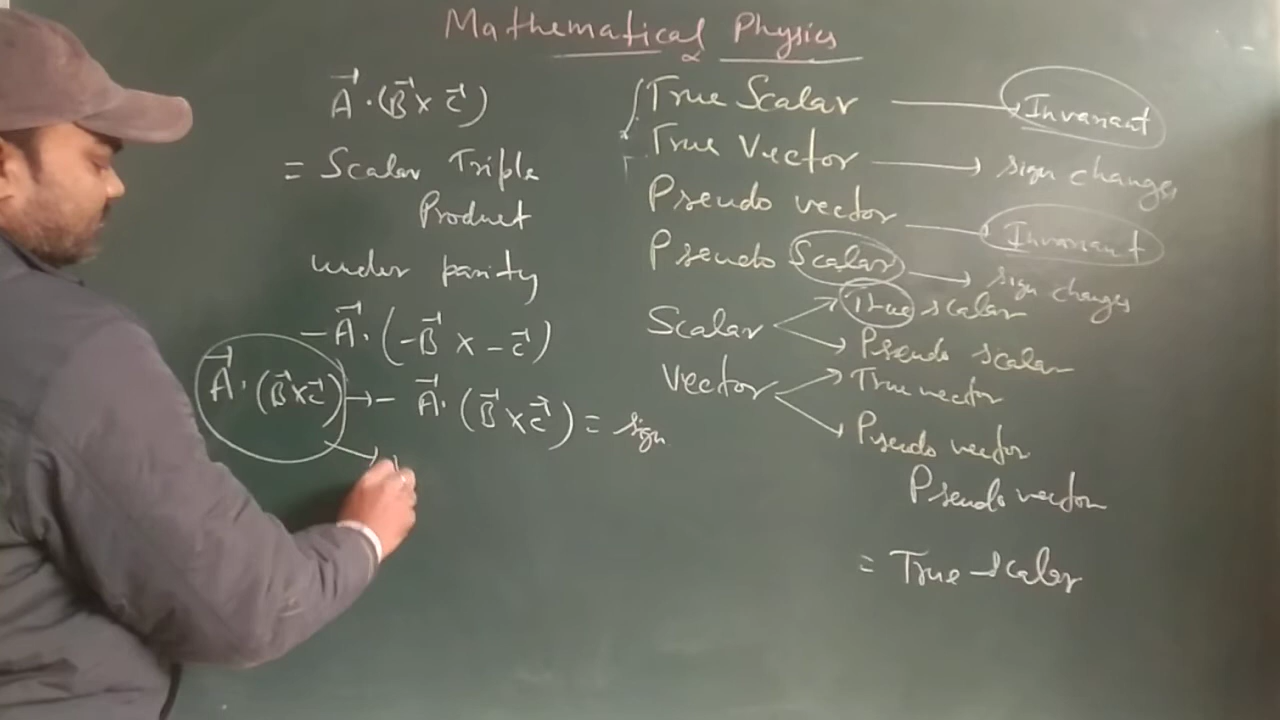 Mathematical Physics
A⃗ · (B⃗ × C⃗)
= Scalar Triple
Product
under parity
- A⃗ · (-B⃗ × -C⃗)
A⃗ · (B⃗×C⃗) → - A⃗ · (B⃗ × C⃗) = sign
True Scalar → Invariant
True Vector → sign changes
Pseudo vector → Invariant
Pseudo Scalar → sign changes
Scalar → True scalar
→ Pseudo scalar
Vector → True vector
→ Pseudo vector
Pseudo vector
= True scalar